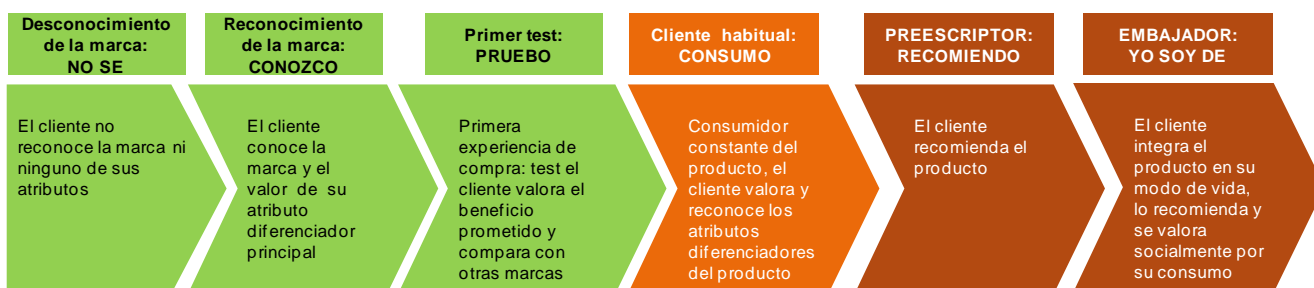 Desconocimiento
de la marca:
NO SE
El cliente no
reconoce la marca ni
ninguno de sus
atributos
Reconocimiento
de la marca:
CONOZCO
El cliente
conoce la
marca y el
valor de su
atributo
diferenciador
principal
Primer test:
PRUEBO
Primera
experiencia de
compra: test el
cliente valora el
beneficio
prometido y
compara con
otras marcas
Cliente habitual:
CONSUMO
Consumidor
constante del
producto, el
cliente valora y
reconoce los
atributos
diferenciadores
del producto
PREESCRIPTOR:
RECOMIENDO
El cliente
recomienda el
producto
EMBAJADOR:
YO SOY DE
El cliente
integra el
producto en su
modo de vida,
lo recomienda y
se valora
socialmente por
su consumo